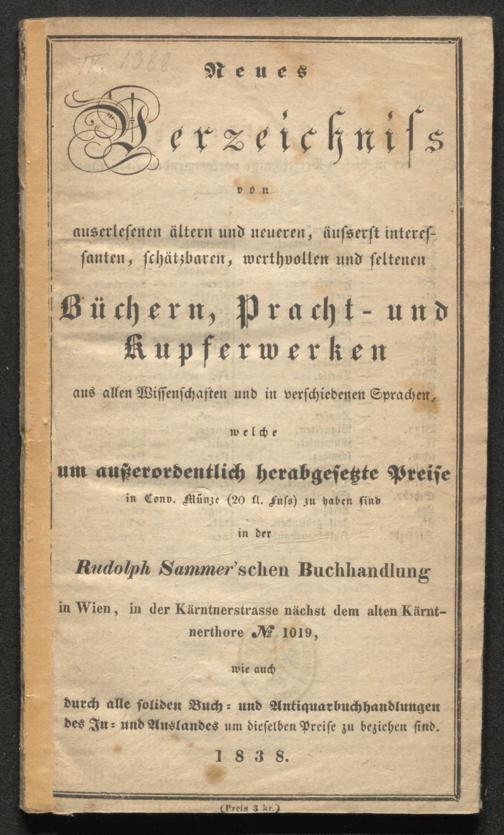 IV. 1388
Neues
Verzeichniſs
von
auserleſenen ältern und neueren, äuſserſt intereſ-
ſanten, ſchätzbaren, werthvollen und ſeltenen
Büchern, Pracht- und
Kupferwerken
aus allen Wiſſenſchaften und in verſchiedenen Sprachen,
welche
um außerordentlich herabgeſetzte Preiſe
in Conv. Münze (20 fl. Fuſs) zu haben ſind
in der
Rudolph Sammer'schen Buchhandlung
in Wien, in der Kärntnerstrasse nächst dem alten Kärnt-
nerthore № 1019,
wie auch
durch alle ſoliden Buch- und Antiquarbuchhandlungen
des In- und Auslandes um dieſelben Preiſe zu beziehen ſind.
1838.
(Preis 3 kr.)